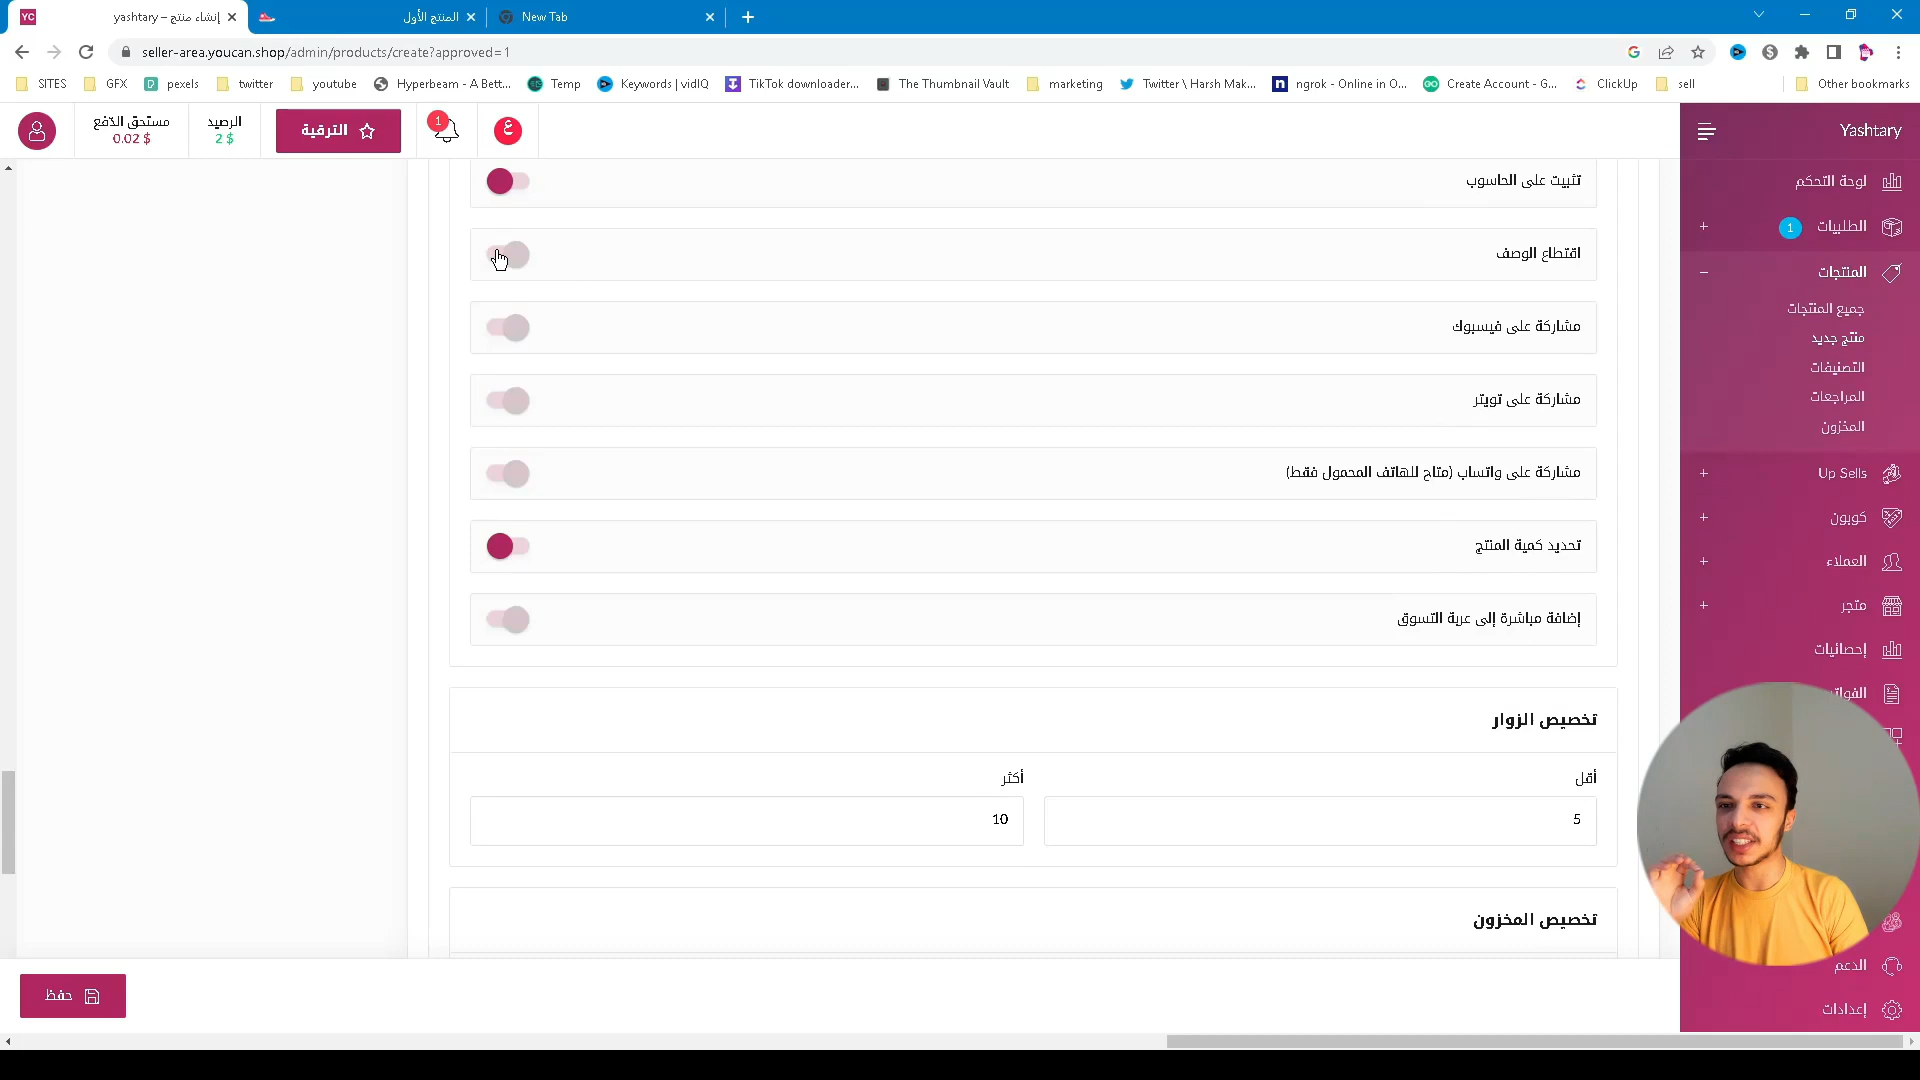 YC
إنشاء منتج – yashtary
المنتج الأول
New Tab
seller-area.youcan.shop/admin/products/create?approved=1
SITES
GFX
pexels
twitter
youtube
Hyperbeam - A Bett...
Temp
Keywords | vidIQ
TikTok downloader...
The Thumbnail Vault
marketing
Twitter \ Harsh Mak...
ngrok - Online in O...
Create Account - G...
ClickUp
sell
Other bookmarks
مستحق الدّفع
0.02 $
الرصيد
2 $
الترقية
1
ع
Yashtary
تثبيت على الحاسوب
اقتطاع الوصف
مشاركة على فيسبوك
مشاركة على تويتر
مشاركة على واتساب (متاح للهاتف المحمول فقط)
تحديد كمية المنتج
إضافة مباشرة إلى عربة التسوق
تخصيص الزوار
أقل
5
أكثر
10
تخصيص المخزون
حفظ
لوحة التحكم
الطلبيات
1
المنتجات
جميع المنتجات
منتج جديد
التصنيفات
المراجعات
المخزون
Up Sells
كوبون
العملاء
متجر
إحصائيات
الدعم
إعدادات